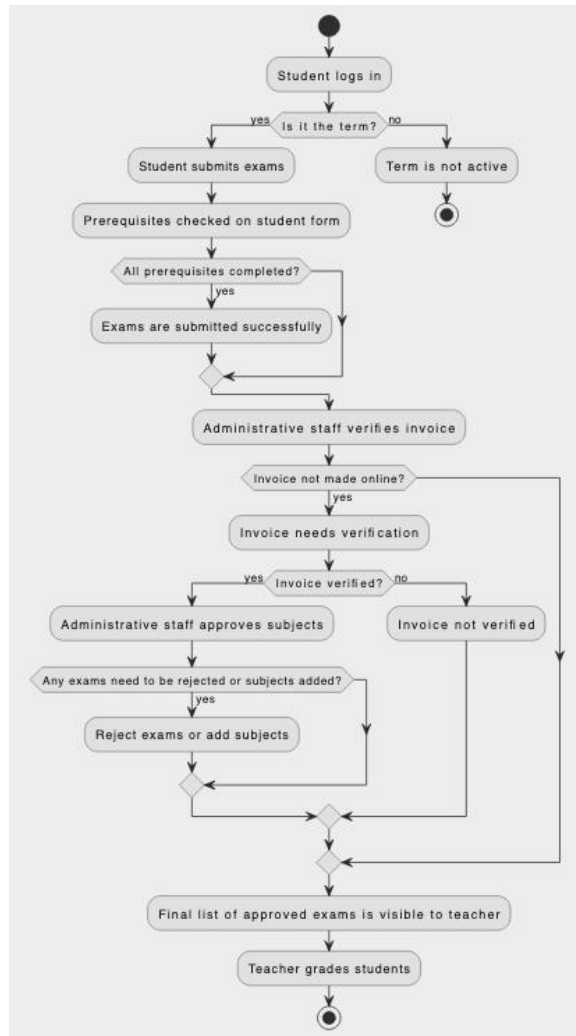 Student logs in
yes
Is it the term?
no
Student submits exams
Term is not active
Prerequisites checked on student form
All prerequisites completed?
yes
Exams are submitted successfully
Administrative staff verifies invoice
Invoice not made online?
yes
Invoice needs verification
yes
Invoice verified?
no
Administrative staff approves subjects
Invoice not verified
Any exams need to be rejected or subjects added?
yes
Reject exams or add subjects
Final list of approved exams is visible to teacher
Teacher grades students